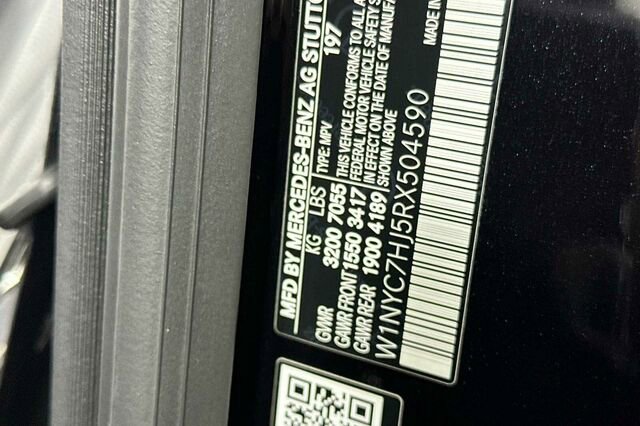 MFD BY MERCEDES-BENZ AG STUTTG
197
KG LBS TYPE: MPV
GVWR 3200 7055
GAWR FRONT 1550 3417
GAWR REAR 1900 4189
THIS VEHICLE CONFORMS TO ALL A
FEDERAL MOTOR VEHICLE SAFETY S
IN EFFECT ON THE DATE OF MANUFA
SHOWN ABOVE
W1NYC7HJ5RX504590
MADE IN